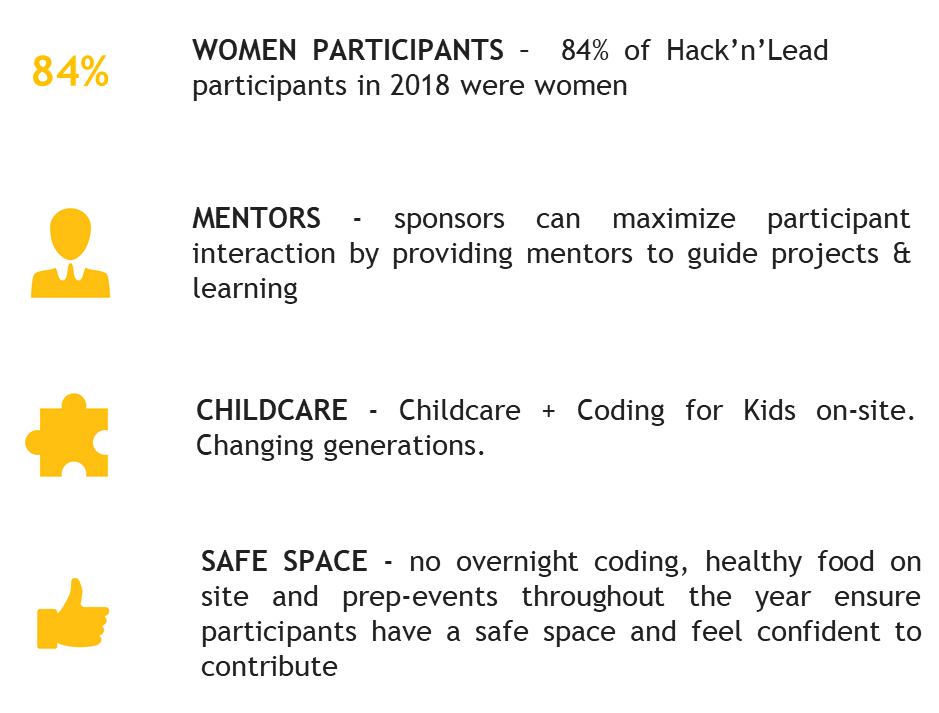 84%
WOMEN PARTICIPANTS – 84% of Hack’n’Lead
participants in 2018 were women
MENTORS - sponsors can maximize participant
interaction by providing mentors to guide projects &
learning
CHILDCARE - Childcare + Coding for Kids on-site.
Changing generations.
SAFE SPACE - no overnight coding, healthy food on
site and prep-events throughout the year ensure
participants have a safe space and feel confident to
contribute